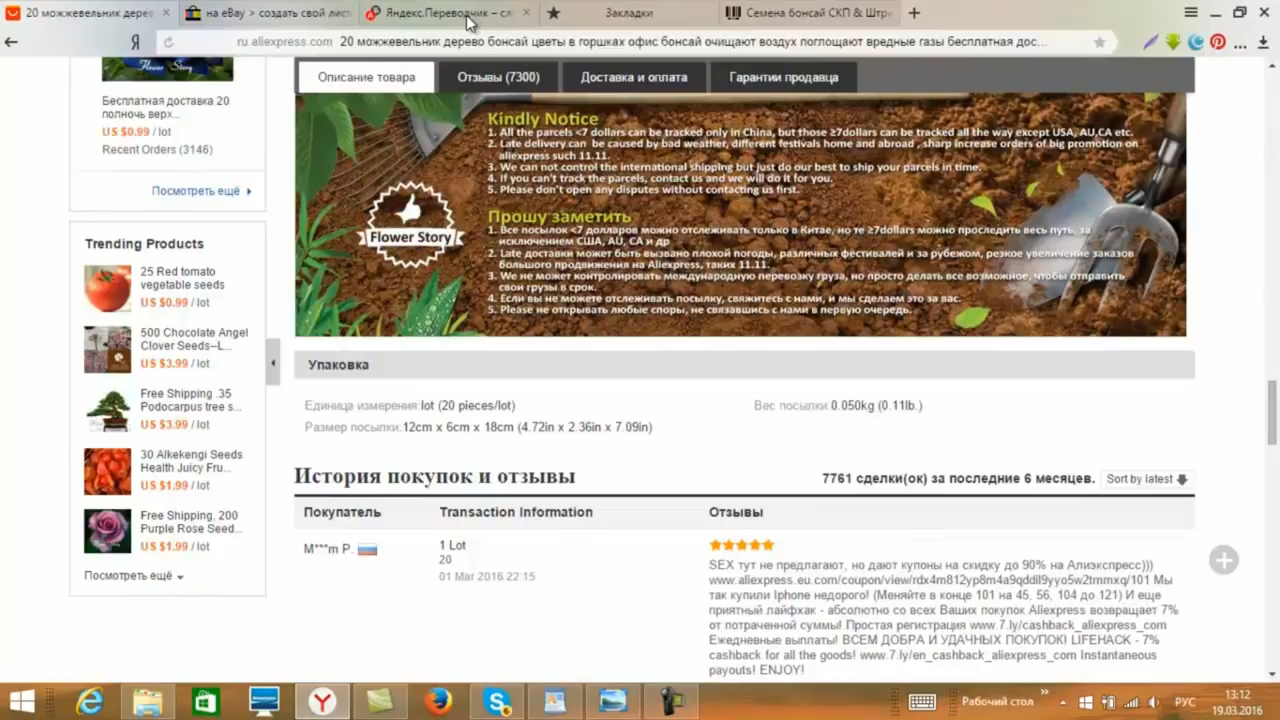 20 можжевельник дерев
на eBay > создать свой лист
Яндекс.Переводчик – сл
Закладки
Семена бонсай СКП & Штр
ru.aliexpress.com 20 можжевельник дерево бонсай цветы в горшках офис бонсай очищают воздух поглощают вредные газы бесплатная дос...
Flower Story
Бесплатная доставка 20
полночь верх...
US $0.99 / lot
Recent Orders (3146)
Посмотреть ещё
Trending Products
25 Red tomato
vegetable seeds
US $0.99 / lot
500 Chocolate Angel
Clover Seeds--L...
US $3.99 / lot
Free Shipping .35
Podocarpus tree s...
US $3.99 / lot
30 Alkekengi Seeds
Health Juicy Fru...
US $1.99 / lot
Free Shipping, 200
Purple Rose Seed...
US $1.99 / lot
Посмотреть ещё
Описание товара
Отзывы (7300)
Доставка и оплата
Гарантии продавца
Flower Story
Kindly Notice
1. All the parcels <7 dollars can be tracked only in China, but those ≥7dollars can be tracked all the way except USA, AU,CA etc.
2. Late delivery can be caused by bad weather, different festivals home and abroad , sharp increase orders of big promotion on
aliexpress such 11.11.
3. We can not control the international shipping but just do our best to ship your parcels in time.
4. If you can't track the parcels, contact us and we will do it for you.
5. Please don't open any disputes without contacting us first.
Прошу заметить
1. Все посылок <7 долларов можно отслеживать только в Китае, но те ≥7dollars можно проследить весь путь, за
исключением США, AU, CA и др
2. Late доставки может быть вызвано плохой погоды, различных фестивалей и за рубежом, резкое увеличение заказов
большого продвижения на Aliexpress, таких 11.11.
3. We не может контролировать международную перевозку груза, но просто делать все возможное, чтобы отправить
свои грузы в срок.
4. Если вы не можете отслеживать посылку, свяжитесь с нами, и мы сделаем это за вас.
5. Please не открывать любые споры, не связавшись с нами в первую очередь.
Упаковка
Единица измерения: lot (20 pieces/lot)
Вес посылки: 0.050kg (0.11lb.)
Размер посылки: 12cm x 6cm x 18cm (4.72in x 2.36in x 7.09in)
История покупок и отзывы
7761 сделки(ок) за последние 6 месяцев.
Sort by latest
Покупатель
Transaction Information
Отзывы
M***m P.
1 Lot
20
01 Mar 2016 22:15
SEX тут не предлагают, но дают купоны на скидку до 90% на Алиэкспресс)))
www.aliexpress.eu.com/coupon/view/rdx4m812yp8m4a9qddil9yyo5w2tmmxq/101 Мы
так купили Iphone недорого! (Меняйте в конце 101 на 45, 56, 104 до 121) И еще
приятный лайфхак - абсолютно со всех Ваших покупок Aliexpress возвращает 7%
от потраченной суммы! Простая регистрация www.7.ly/cashback_aliexpress_com
Ежедневные выплаты! ВСЕМ ДОБРА И УДАЧНЫХ ПОКУПОК! LIFEHACK - 7%
cashback for all the goods! www.7.ly/en_cashback_aliexpress_com Instantaneous
payouts! ENJOY!
Рабочий стол
РУС
13:12
19.03.2016